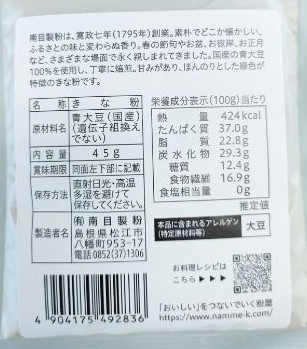 南目製粉は、寛政七年(1795年)創業。素朴でどこか懐かしい、
ふるさとの味と変わらぬ香り。春の節句やお盆、お彼岸、お正月
など、さまざまな場面で永く親しまれてきました。国産の青大豆
100%を使用し、丁寧に焙煎。甘みがあり、ほんのりとした緑色が
特徴のきな粉です。
名称 きな粉
原材料名 青大豆(国産)
(遺伝子組換え
でない)
内容量 45g
賞味期限 同面左下部に記載
保存方法 直射日光・高温
多湿を避けて
保存してください。
製造者名 ㈲南目製粉
島根県松江市
八幡町953-17
電話0852(37)1306
栄養成分表示(100g)当たり
熱量 424kcal
たんぱく質 37.0g
脂質 22.8g
炭水化物 29.3g
糖質 12.4g
食物繊維 16.9g
食塩相当量 0g
推定値
本品に含まれるアレルゲン
(特定原材料等) 大豆
お料理レシピは
こちら ▶▶▶
4 904175 492836
「おいしい」をつないでいく粉屋
https://www.namme-k.com/